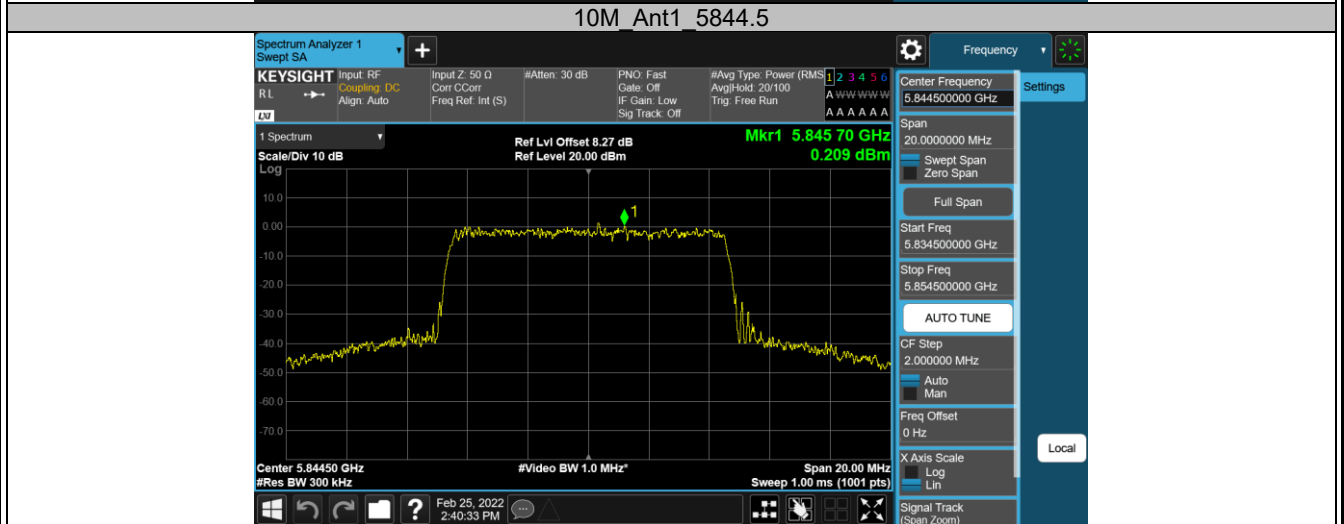 10M_Ant1_5844.5
Spectrum Analyzer 1
Swept SA
Frequency
KEYSIGHT
R L
LXI
Input: RF
Coupling: DC
Align: Auto
Input Z: 50 Ω
Corr CCorr
Freq Ref: Int (S)
#Atten: 30 dB
PNO: Fast
Gate: Off
IF Gain: Low
Sig Track: Off
#Avg Type: Power (RMS
Avg|Hold: 20/100
Trig: Free Run
1 2 3 4 5 6
A W W W W W
A A A A A A
1 Spectrum
Scale/Div 10 dB
Log
Ref Lvl Offset 8.27 dB
Ref Level 20.00 dBm
Mkr1 5.845 70 GHz
0.209 dBm
10.0
0.00
-10.0
-20.0
-30.0
-40.0
-50.0
-60.0
-70.0
1
Center 5.84450 GHz
#Res BW 300 kHz
#Video BW 1.0 MHz*
Span 20.00 MHz
Sweep 1.00 ms (1001 pts)
Center Frequency
5.844500000 GHz
Settings
Span
20.0000000 MHz
Swept Span
Zero Span
Full Span
Start Freq
5.834500000 GHz
Stop Freq
5.854500000 GHz
AUTO TUNE
CF Step
2.000000 MHz
Auto
Man
Freq Offset
0 Hz
X Axis Scale
Log
Lin
Local
Signal Track
(Span Zoom)
?
Feb 25, 2022
2:40:33 PM